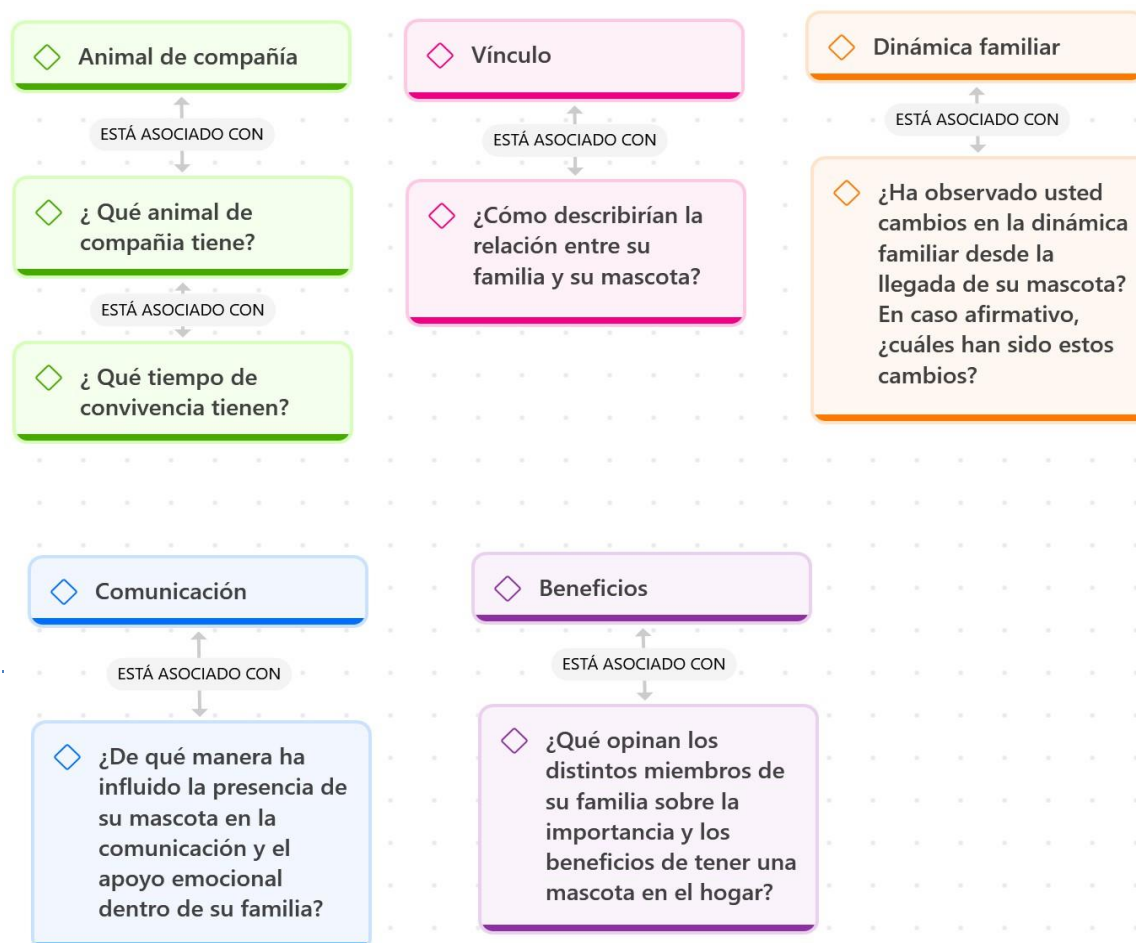 Animal de compañía
ESTÁ ASOCIADO CON
¿ Qué animal de
compañia tiene?
ESTÁ ASOCIADO CON
¿ Qué tiempo de
convivencia tienen?
Vínculo
ESTÁ ASOCIADO CON
¿Cómo describirían la
relación entre su
familia y su mascota?
Dinámica familiar
ESTÁ ASOCIADO CON
¿Ha observado usted
cambios en la dinámica
familiar desde la
llegada de su mascota?
En caso afirmativo,
¿cuáles han sido estos
cambios?
Comunicación
ESTÁ ASOCIADO CON
¿De qué manera ha
influido la presencia de
su mascota en la
comunicación y el
apoyo emocional
dentro de su familia?
Beneficios
ESTÁ ASOCIADO CON
¿Qué opinan los
distintos miembros de
su familia sobre la
importancia y los
beneficios de tener una
mascota en el hogar?